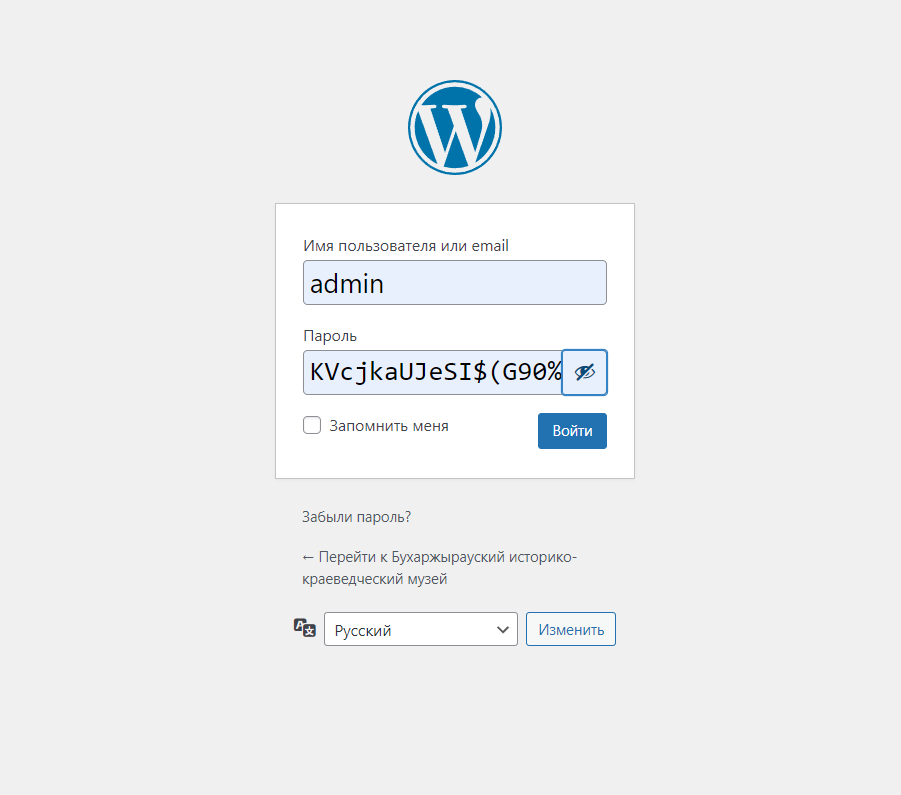 W
Имя пользователя или email
admin
Пароль
KVcjkaUJeSI$(G90%
Запомнить меня
Войти
Забыли пароль?
← Перейти к Бухаржырауский историко-
краеведческий музей
Русский
Изменить